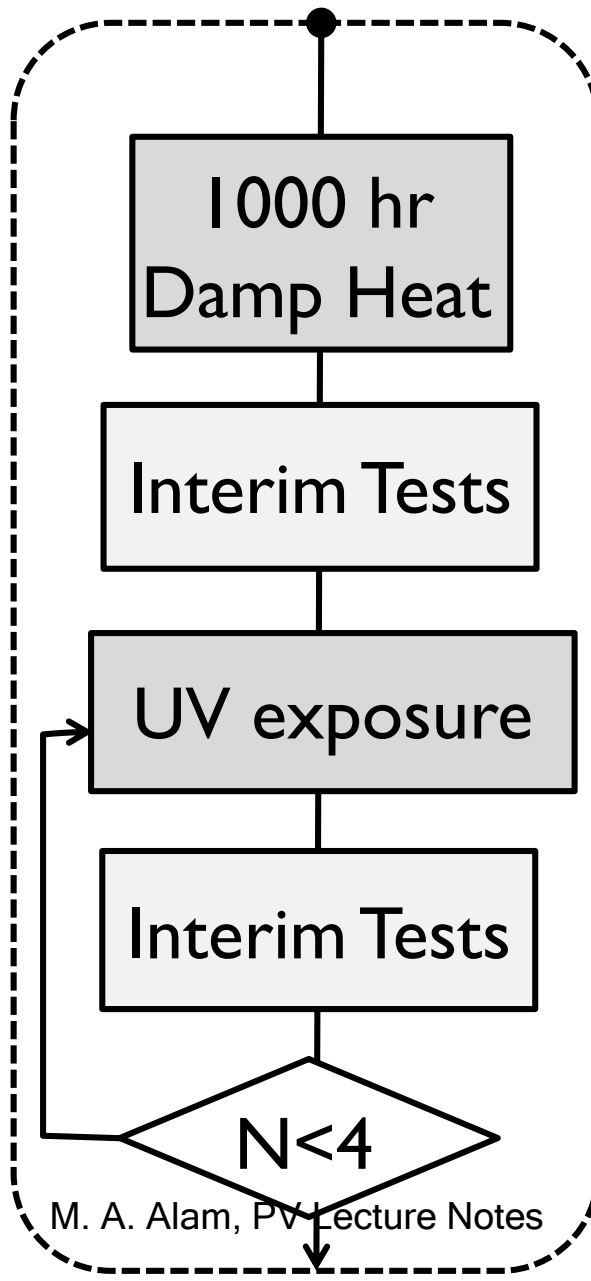 1000 hr
Damp Heat
Interim Tests
UV exposure
Interim Tests
N<4
M. A. Alam, PV Lecture Notes